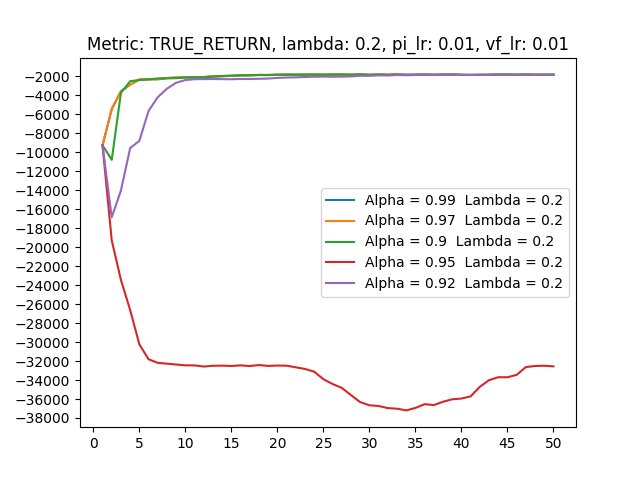 Metric: TRUE_RETURN, lambda: 0.2, pi_lr: 0.01, vf_lr: 0.01
−2000
−4000
−6000
−8000
−10000
−12000
−14000
−16000
−18000
−20000
−22000
−24000
−26000
−28000
−30000
−32000
−34000
−36000
−38000
Alpha = 0.99  Lambda = 0.2
Alpha = 0.97  Lambda = 0.2
Alpha = 0.9  Lambda = 0.2
Alpha = 0.95  Lambda = 0.2
Alpha = 0.92  Lambda = 0.2
0 5 10 15 20 25 30 35 40 45 50